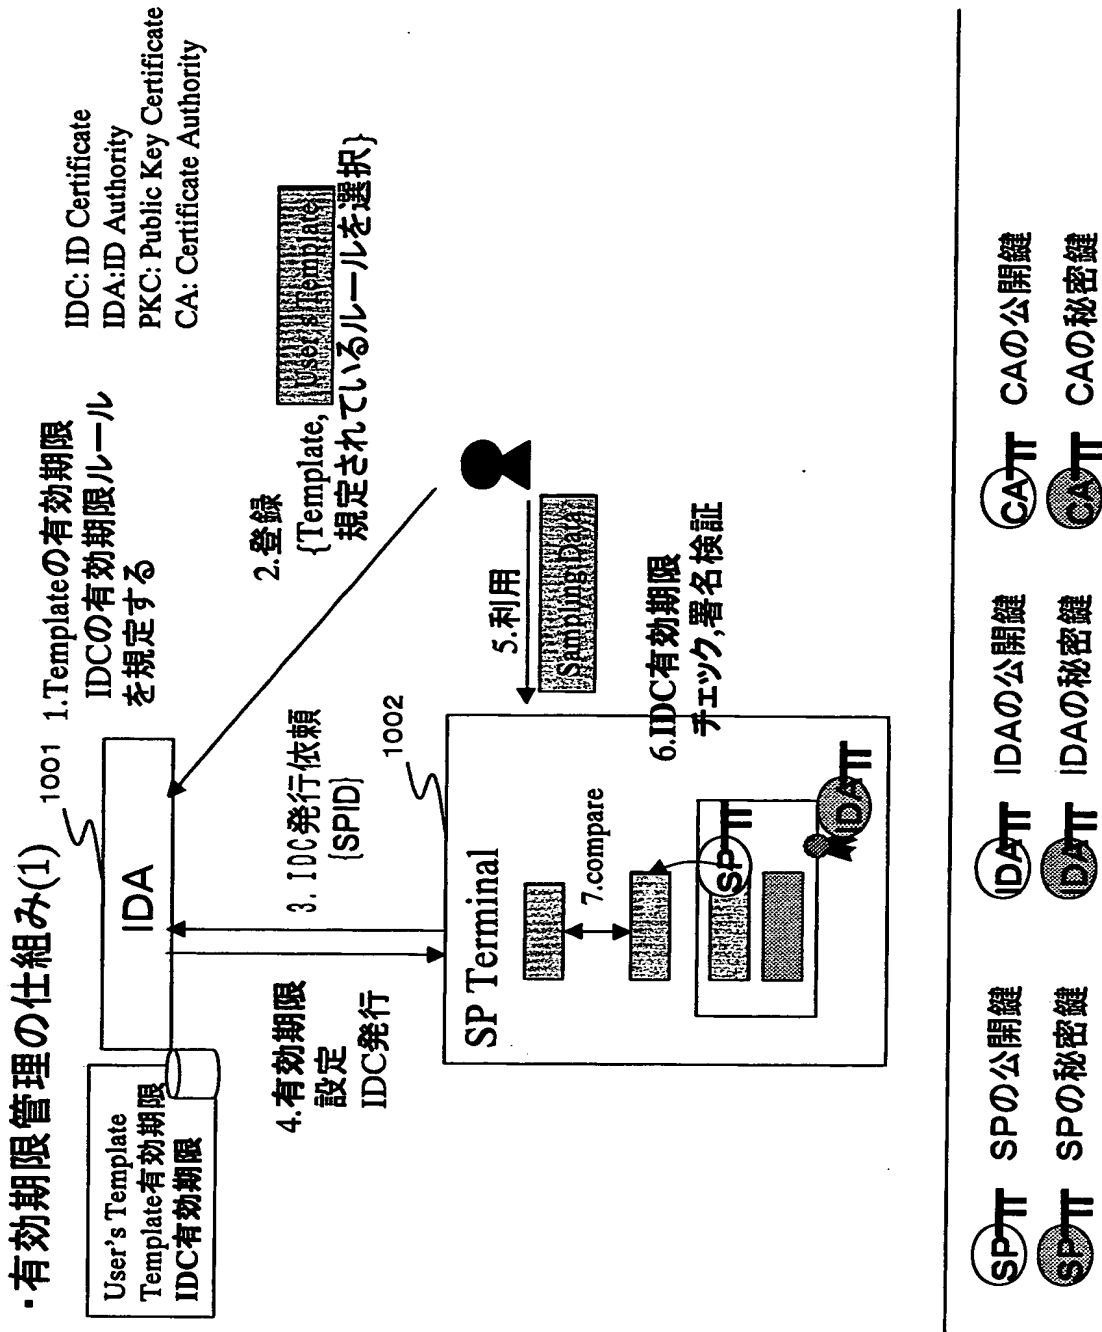 ・有効期限管理の仕組み(1)
IDC: ID Certificate
IDA:ID Authority
PKC: Public Key Certificate
CA: Certificate Authority
User's Template
Template有効期限
IDC有効期限
IDA
1001
1.Templateの有効期限
IDCの有効期限ルール
を規定する
2.登録
{Template,
User's Template
規定されているルールを選択}
3. IDC発行依頼
{SPID}
4.有効期限
設定
IDC発行
1002
SP Terminal
5.利用
Sampling Data
6.IDC有効期限
チェック,署名検証
7.compare
SP
IDA
SP SPの公開鍵
SP SPの秘密鍵
IDA IDAの公開鍵
IDA IDAの秘密鍵
CA CAの公開鍵
CA CAの秘密鍵